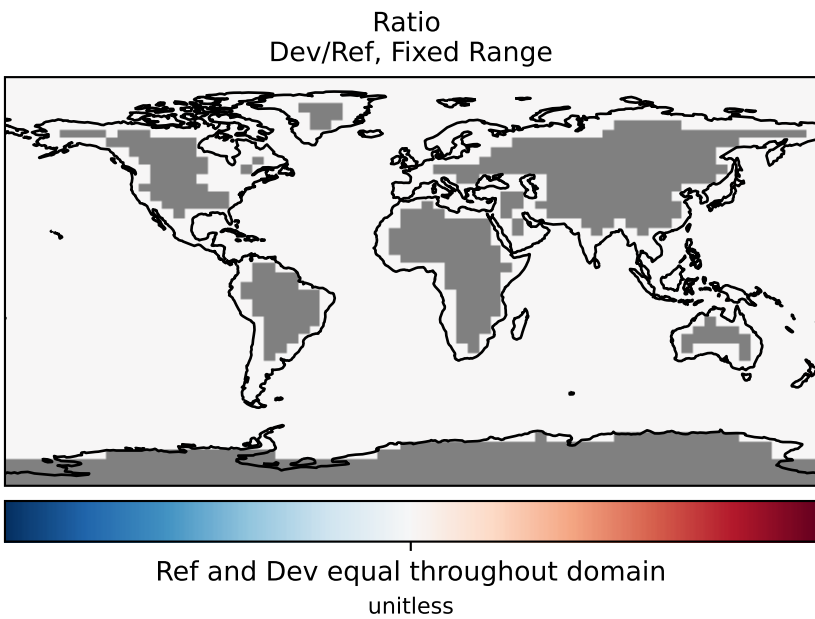 Ratio
Dev/Ref, Fixed Range
Ref and Dev equal throughout domain
unitless